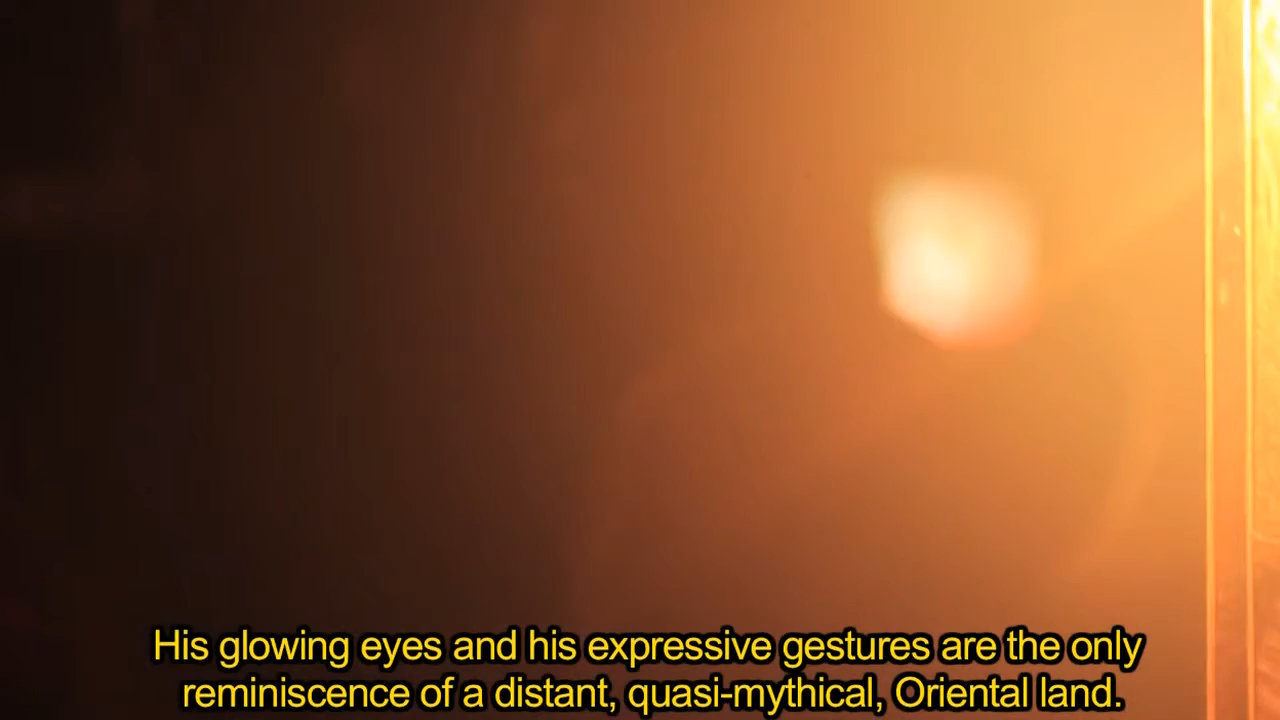 His glowing eyes and his expressive gestures are the only
reminiscence of a distant, quasi-mythical, Oriental land.